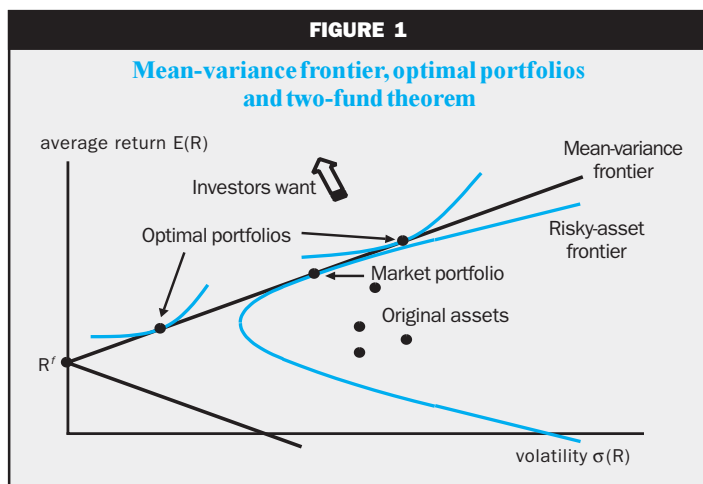 FIGURE 1
Mean-variance frontier, optimal portfolios
and two-fund theorem
average return E(R)
Mean-variance
frontier
Investors want
Optimal portfolios
Risky-asset
frontier
Market portfolio
Original assets
Rᶠ
volatility σ(R)